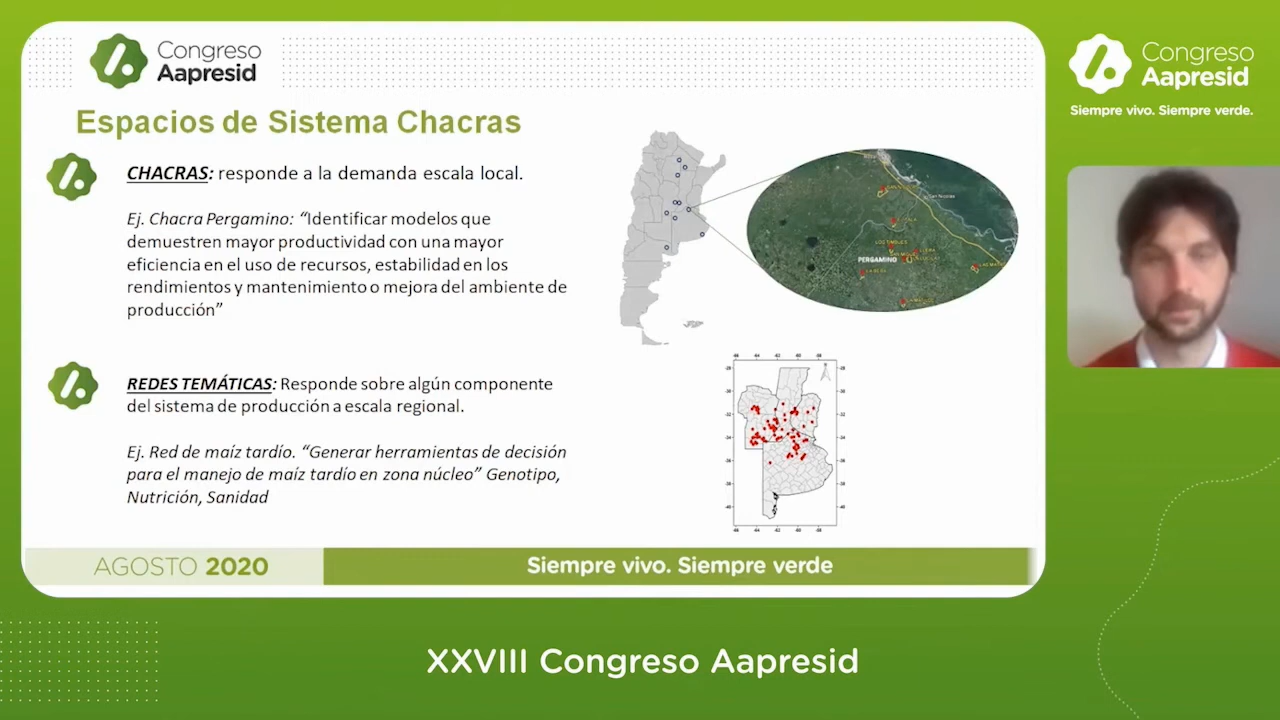 Congreso
Aapresid
Espacios de Sistema Chacras
CHACRAS: responde a la demanda escala local.
Ej. Chacra Pergamino: “Identificar modelos que
demuestren mayor productividad con una mayor
eficiencia en el uso de recursos, estabilidad en los
rendimientos y mantenimiento o mejora del ambiente de
producción”
San Nicolas
PERGAMINO
REDES TEMÁTICAS: Responde sobre algún componente
del sistema de producción a escala regional.
Ej. Red de maíz tardío. “Generar herramientas de decisión
para el manejo de maíz tardío en zona núcleo” Genotipo,
Nutrición, Sanidad
AGOSTO 2020
Siempre vivo. Siempre verde
Congreso
Aapresid
Siempre vivo. Siempre verde.
XXVIII Congreso Aapresid